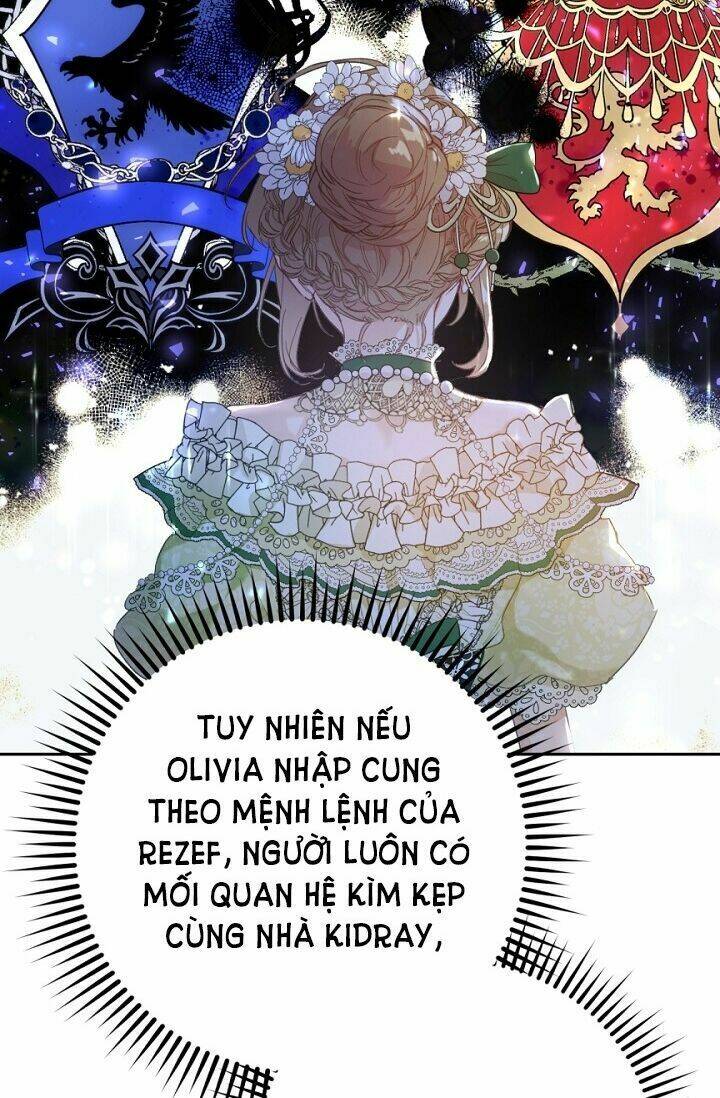 TUY NHIÊN NẾU
OLIVIA NHẬP CUNG
THEO MỆNH LỆNH CỦA
REZEF, NGƯỜI LUÔN CÓ
MỐI QUAN HỆ KÌM KẸP
CÙNG NHÀ KIDRAY,